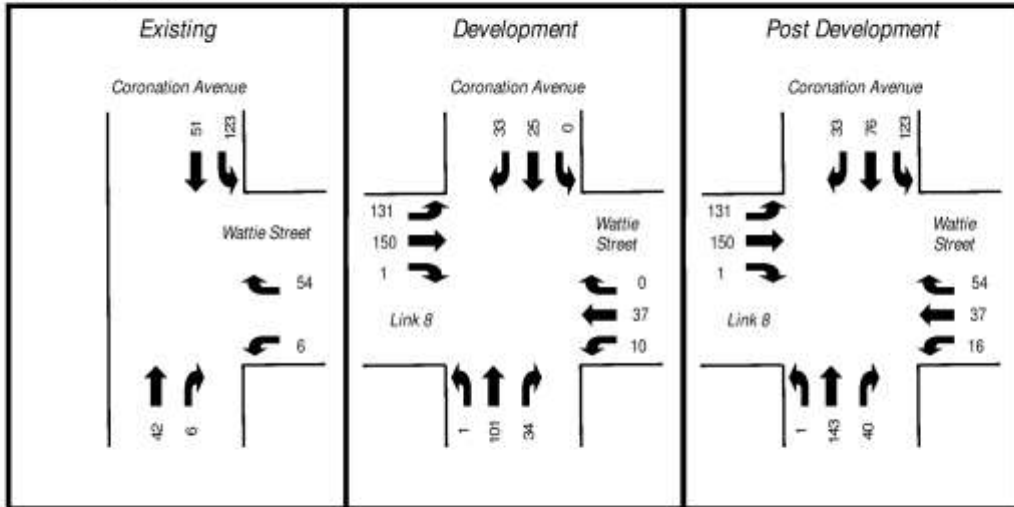 Existing
Coronation Avenue
51 123
Wattie Street
54
6
42 6
Development
Coronation Avenue
33 25 0
131
150
1
Wattie
Street
0
37
10
Link 8
1 101 34
Post Development
Coronation Avenue
33 76 123
131
150
1
Wattie
Street
54
37
16
Link 8
1 143 40